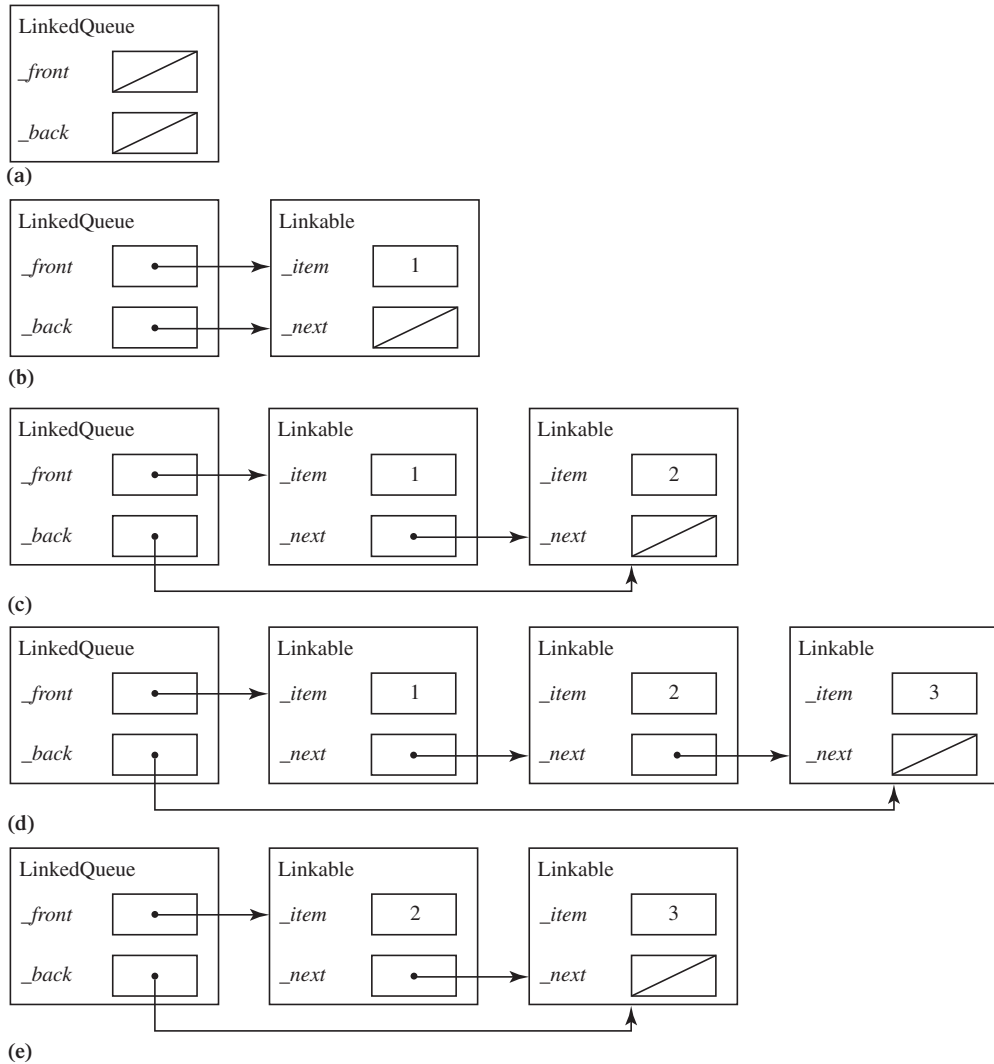 LinkedQueue
_front
_back
(a)
LinkedQueue Linkable
_front _item 1
_back _next
(b)
LinkedQueue Linkable Linkable
_front _item 1 _item 2
_back _next _next
(c)
LinkedQueue Linkable Linkable Linkable
_front _item 1 _item 2 _item 3
_back _next _next _next
(d)
LinkedQueue Linkable Linkable
_front _item 2 _item 3
_back _next _next
(e)